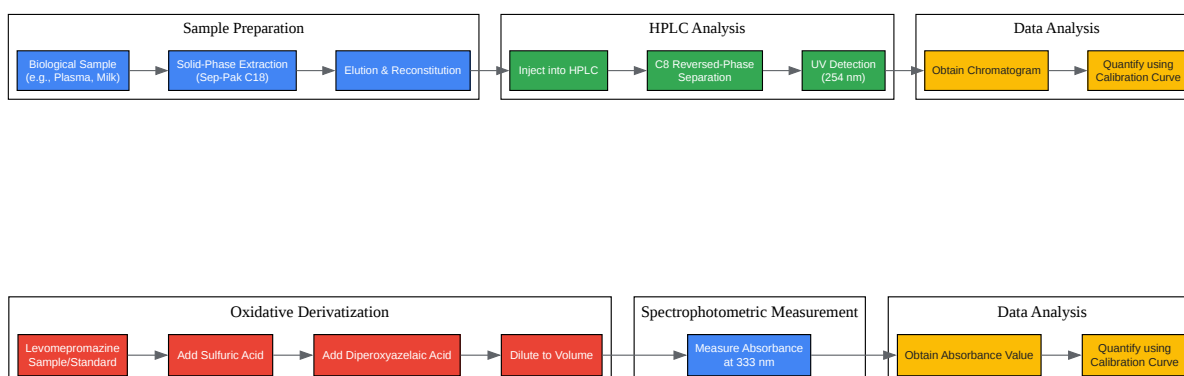 Sample Preparation
HPLC Analysis
Data Analysis
Biological Sample
(e.g., Plasma, Milk)
Solid-Phase Extraction
(Sep-Pak C18)
Elution & Reconstitution
Inject into HPLC
C8 Reversed-Phase
Separation
UV Detection
(254 nm)
Obtain Chromatogram
Quantify using
Calibration Curve
Oxidative Derivatization
Spectrophotometric Measurement
Data Analysis
Levomepromazine
Sample/Standard
Add Sulfuric Acid
Add Diperoxyazelaic Acid
Dilute to Volume
Measure Absorbance
at 333 nm
Obtain Absorbance Value
Quantify using
Calibration Curve